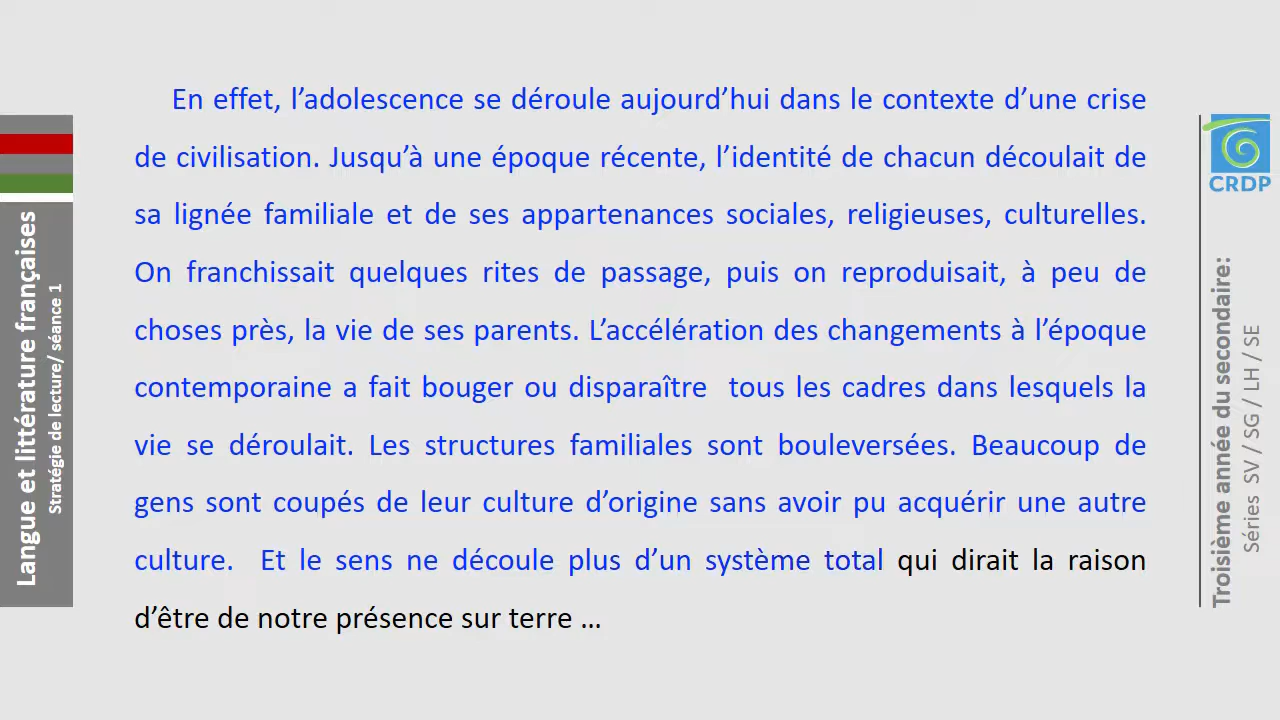 En effet, l’adolescence se déroule aujourd’hui dans le contexte d’une crise
de civilisation. Jusqu’à une époque récente, l’identité de chacun découlait de
sa lignée familiale et de ses appartenances sociales, religieuses, culturelles.
On franchissait quelques rites de passage, puis on reproduisait, à peu de
choses près, la vie de ses parents. L’accélération des changements à l’époque
contemporaine a fait bouger ou disparaître  tous les cadres dans lesquels la
vie se déroulait. Les structures familiales sont bouleversées. Beaucoup de
gens sont coupés de leur culture d’origine sans avoir pu acquérir une autre
culture.  Et le sens ne découle plus d’un système total qui dirait la raison
d’être de notre présence sur terre ...
Langue et littérature françaises
Stratégie de lecture/ séance 1
CRDP
Troisième année du secondaire:
Séries  SV / SG / LH / SE